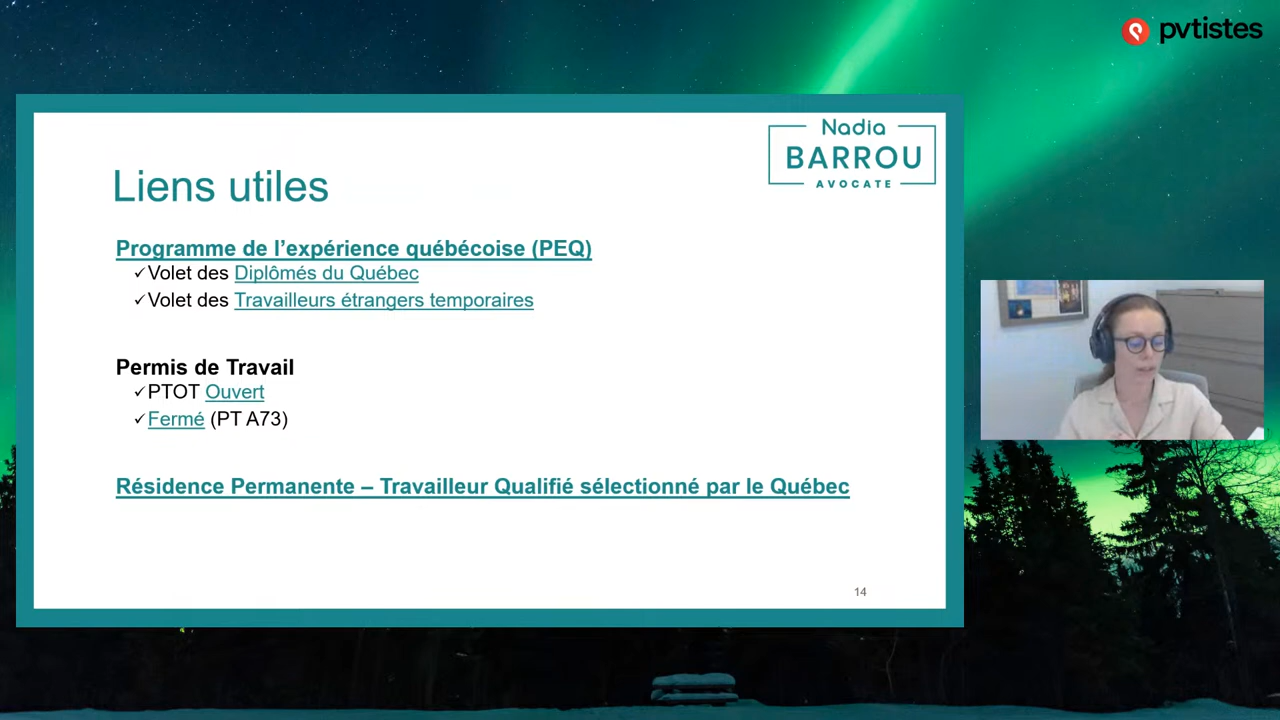 pvtistes
Nadia
BARROU
AVOCATE
Liens utiles
Programme de l’expérience québécoise (PEQ)
✓Volet des Diplômés du Québec
✓Volet des Travailleurs étrangers temporaires
Permis de Travail
✓PTOT Ouvert
✓Fermé (PT A73)
Résidence Permanente – Travailleur Qualifié sélectionné par le Québec
14